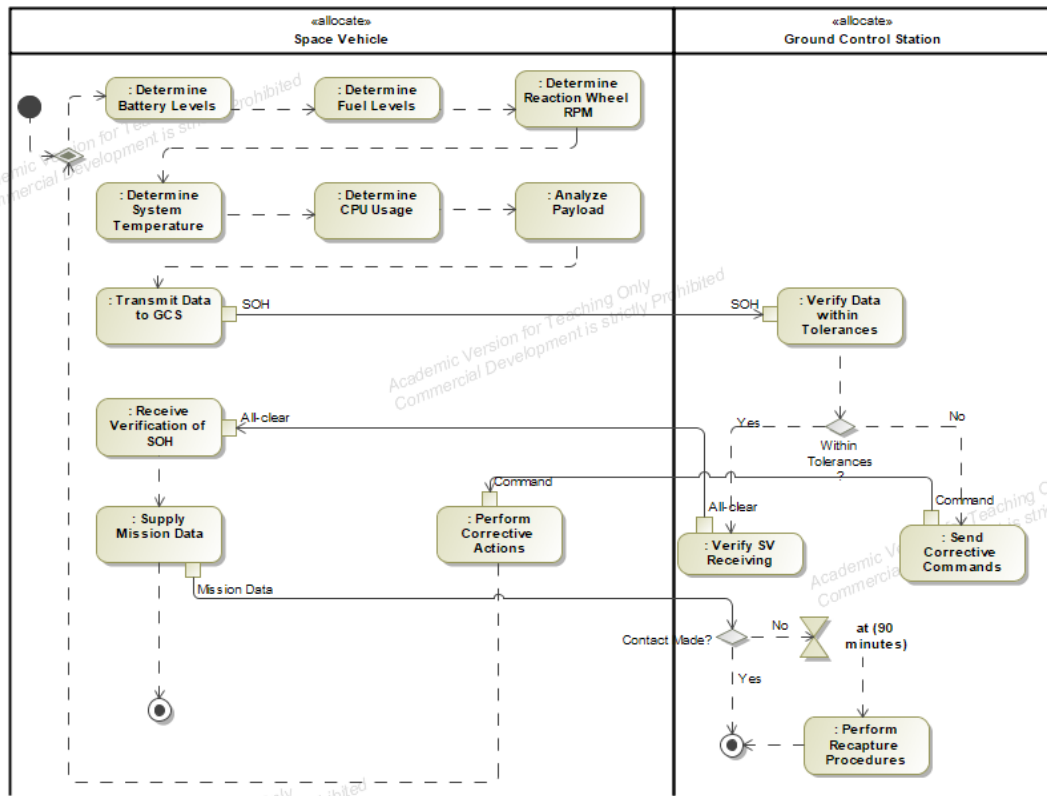 «allocate»
Space Vehicle
«allocate»
Ground Control Station
: Determine
Battery Levels
: Determine
Fuel Levels
: Determine
Reaction Wheel
RPM
: Determine
System
Temperature
: Determine
CPU Usage
: Analyze
Payload
: Transmit Data
to GCS
SOH
SOH
: Verify Data
within
Tolerances
: Receive
Verification of
SOH
All-clear
Yes
No
Within
Tolerances
?
Command
All-clear
Command
: Supply
Mission Data
: Perform
Corrective
Actions
: Verify SV
Receiving
: Send
Corrective
Commands
Mission Data
Contact Made?
No
at (90
minutes)
Yes
: Perform
Recapture
Procedures
Academic Version for Teaching Only
Commercial Development is strictly Prohibited